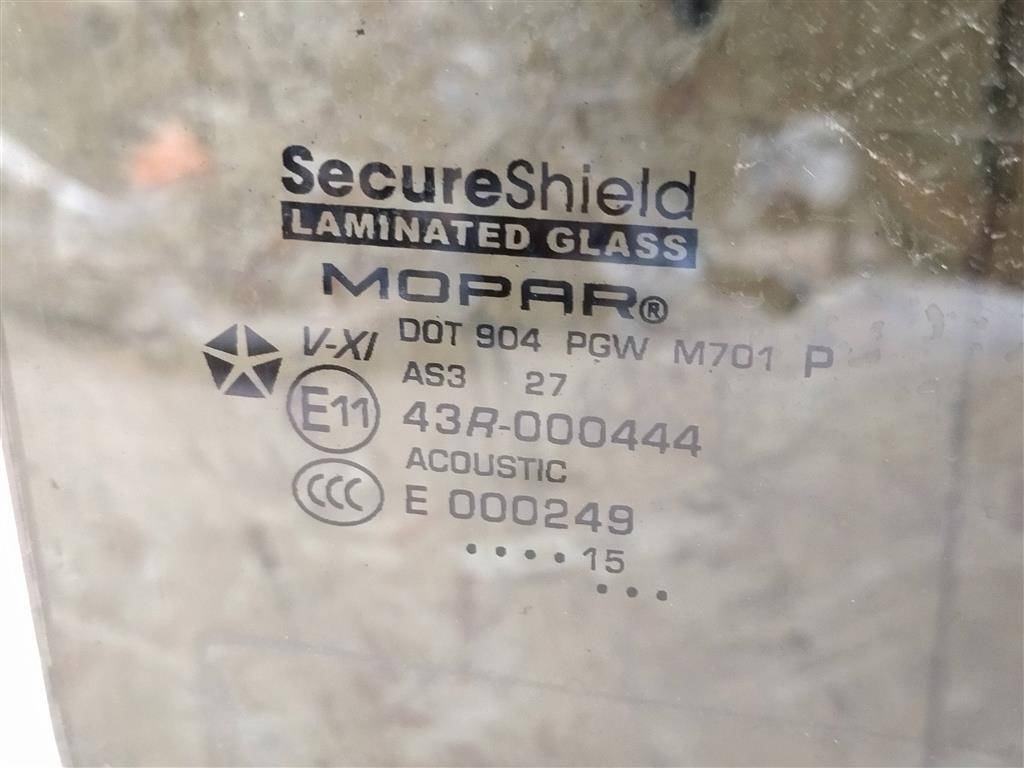 SecureShield
LAMINATED GLASS
MOPAR®
V-XI DOT 904 PGW M701 P
AS3 27
E11 43R-000444
ACOUSTIC
CCC E 000249
••••15
•••